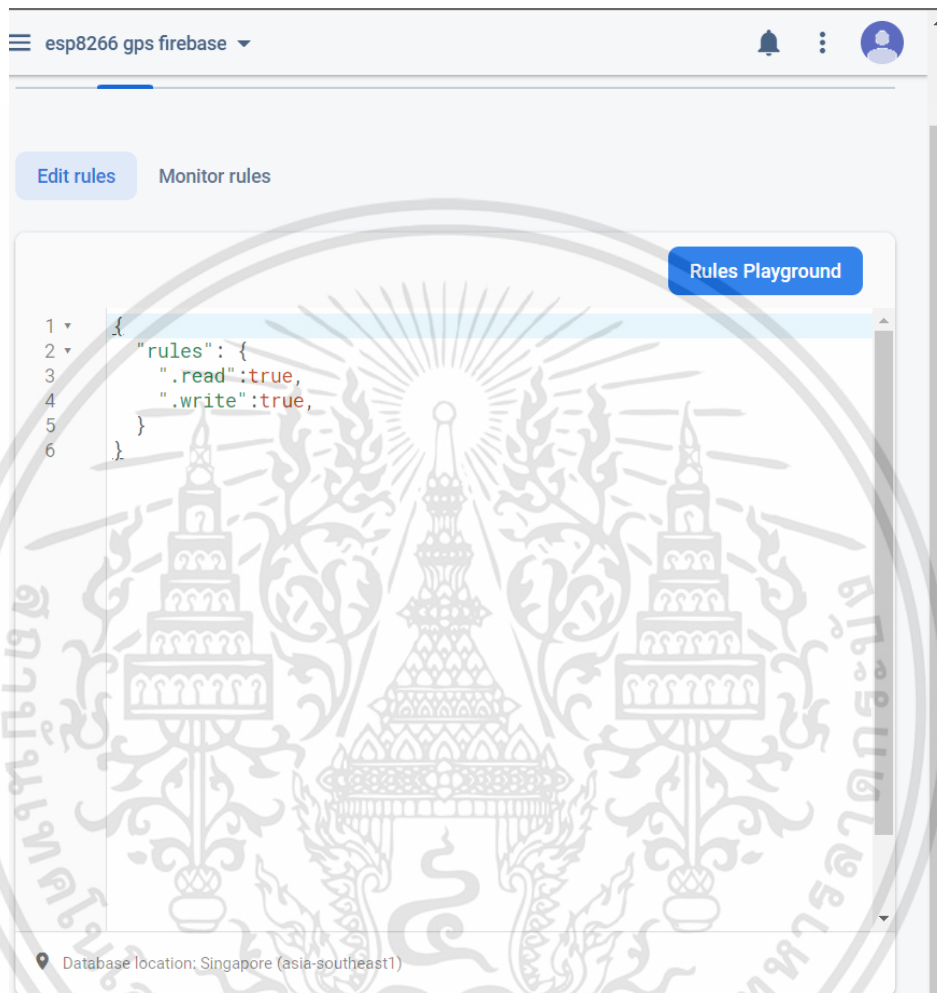 esp8266 gps firebase
Edit rules
Monitor rules
Rules Playground
1 {
2 "rules": {
3 ".read":true,
4 ".write":true,
5 }
6 }
Database location: Singapore (asia-southeast1)